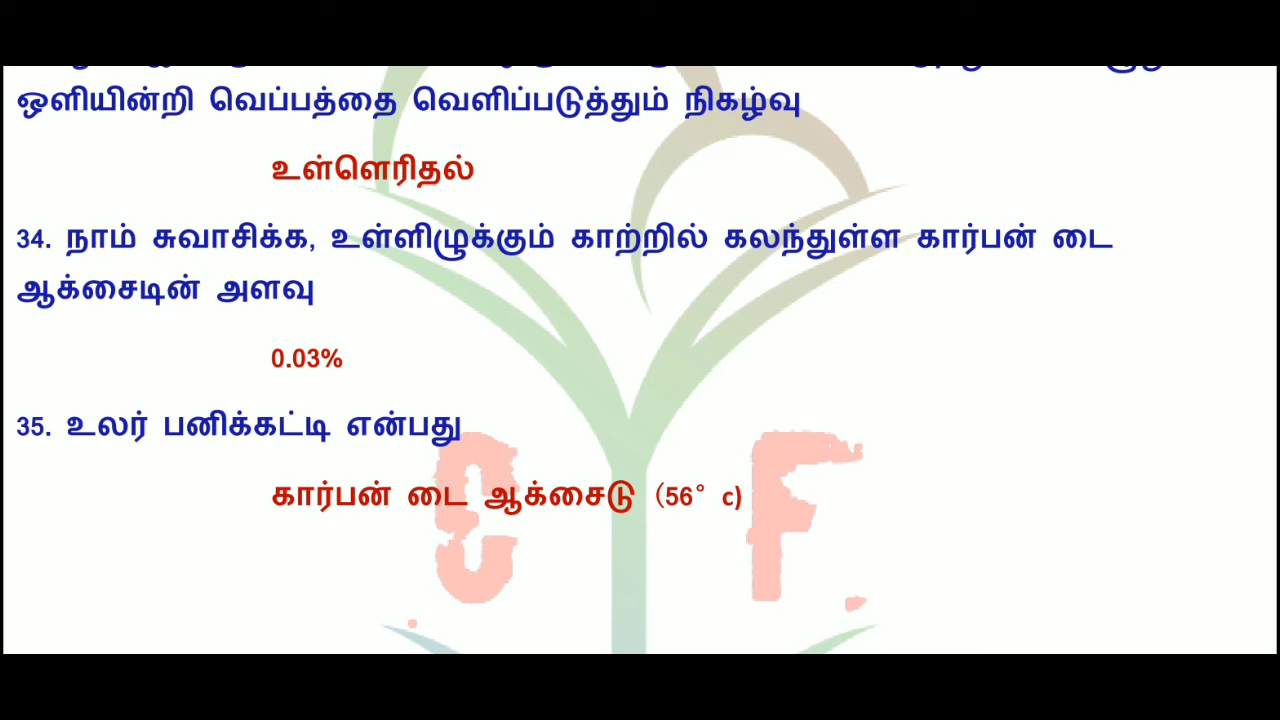 ஒளியின்றி வெப்பத்தை வெளிப்படுத்தும் நிகழ்வு
உள்ளெரிதல்
34. நாம் சுவாசிக்க, உள்ளிழுக்கும் காற்றில் கலந்துள்ள கார்பன் டை
ஆக்சைடின் அளவு
0.03%
35. உலர் பனிக்கட்டி என்பது
கார்பன் டை ஆக்சைடு (56° c)
C F